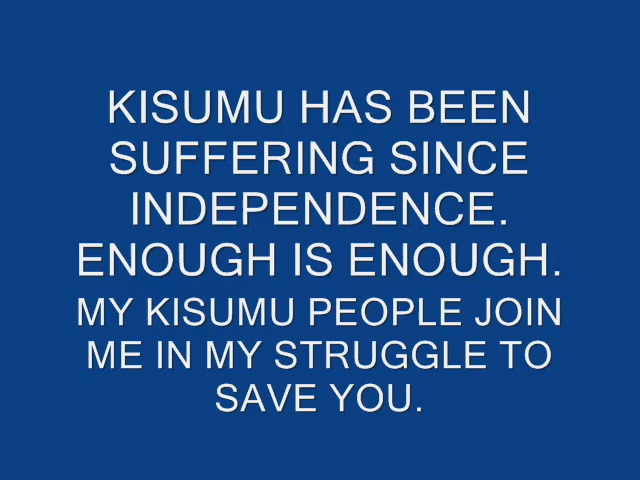 KISUMU HAS BEEN
SUFFERING SINCE
INDEPENDENCE.
ENOUGH IS ENOUGH.
MY KISUMU PEOPLE JOIN
ME IN MY STRUGGLE TO
SAVE YOU.